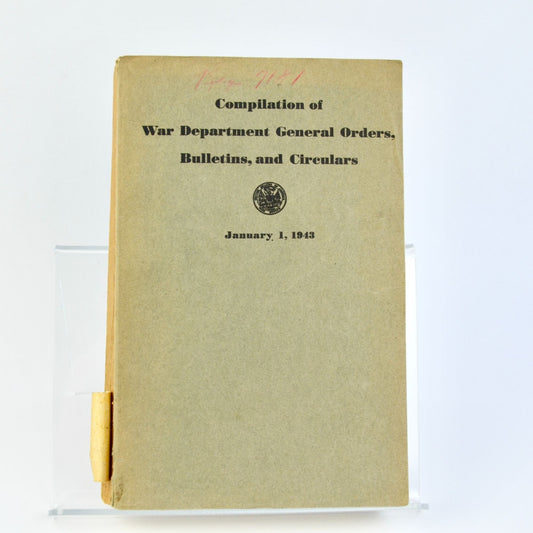 Compilation of
War Department General Orders,
Bulletins, and Circulars
January 1, 1943